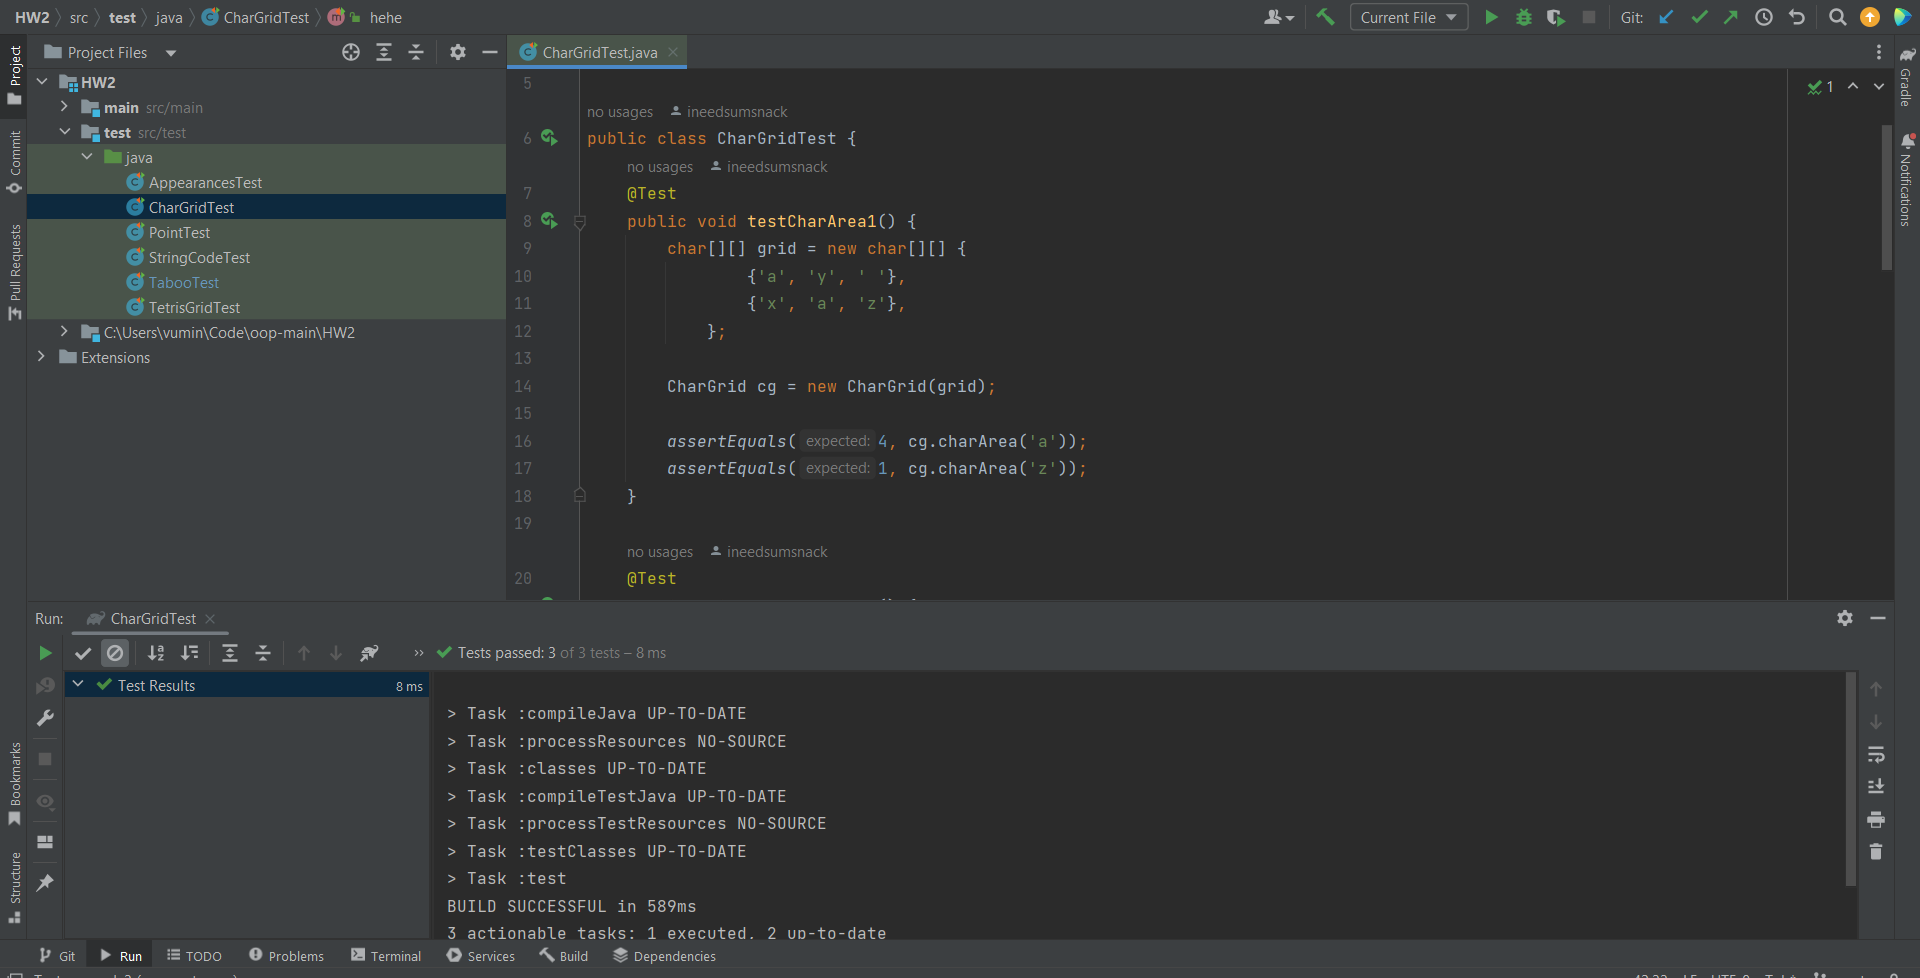 HW2 src test java CharGridTest hehe
Current File Git:
Project
Project Files
CharGridTest.java
HW2
main src/main
test src/test
java
AppearancesTest
CharGridTest
PointTest
StringCodeTest
TabooTest
TetrisGridTest
C:\Users\vumin\Code\oop-main\HW2
Extensions
Commit
Pull Requests
Bookmarks
Structure
Gradle
Notifications
1
5
no usages ineedsumsnack
6 public class CharGridTest {
no usages ineedsumsnack
7 @Test
8 public void testCharArea1() {
9 char[][] grid = new char[][] {
10 {'a', 'y', ' '},
11 {'x', 'a', 'z'},
12 };
13
14 CharGrid cg = new CharGrid(grid);
15
16 assertEquals( expected: 4, cg.charArea('a'));
17 assertEquals( expected: 1, cg.charArea('z'));
18 }
19
no usages ineedsumsnack
20 @Test
Run: CharGridTest
Tests passed: 3 of 3 tests – 8 ms
Test Results 8 ms
> Task :compileJava UP-TO-DATE
> Task :processResources NO-SOURCE
> Task :classes UP-TO-DATE
> Task :compileTestJava UP-TO-DATE
> Task :processTestResources NO-SOURCE
> Task :testClasses UP-TO-DATE
> Task :test
BUILD SUCCESSFUL in 589ms
3 actionable tasks: 1 executed, 2 up-to-date
Git Run TODO Problems Terminal Services Build Dependencies